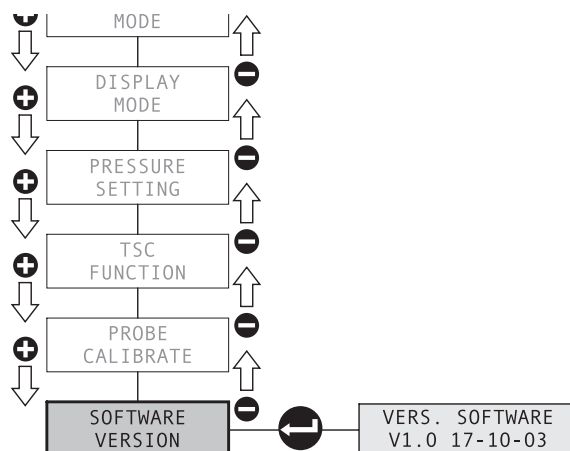 MODE
DISPLAY
MODE
PRESSURE
SETTING
TSC
FUNCTION
PROBE
CALIBRATE
SOFTWARE
VERSION
VERS. SOFTWARE
V1.0 17-10-03